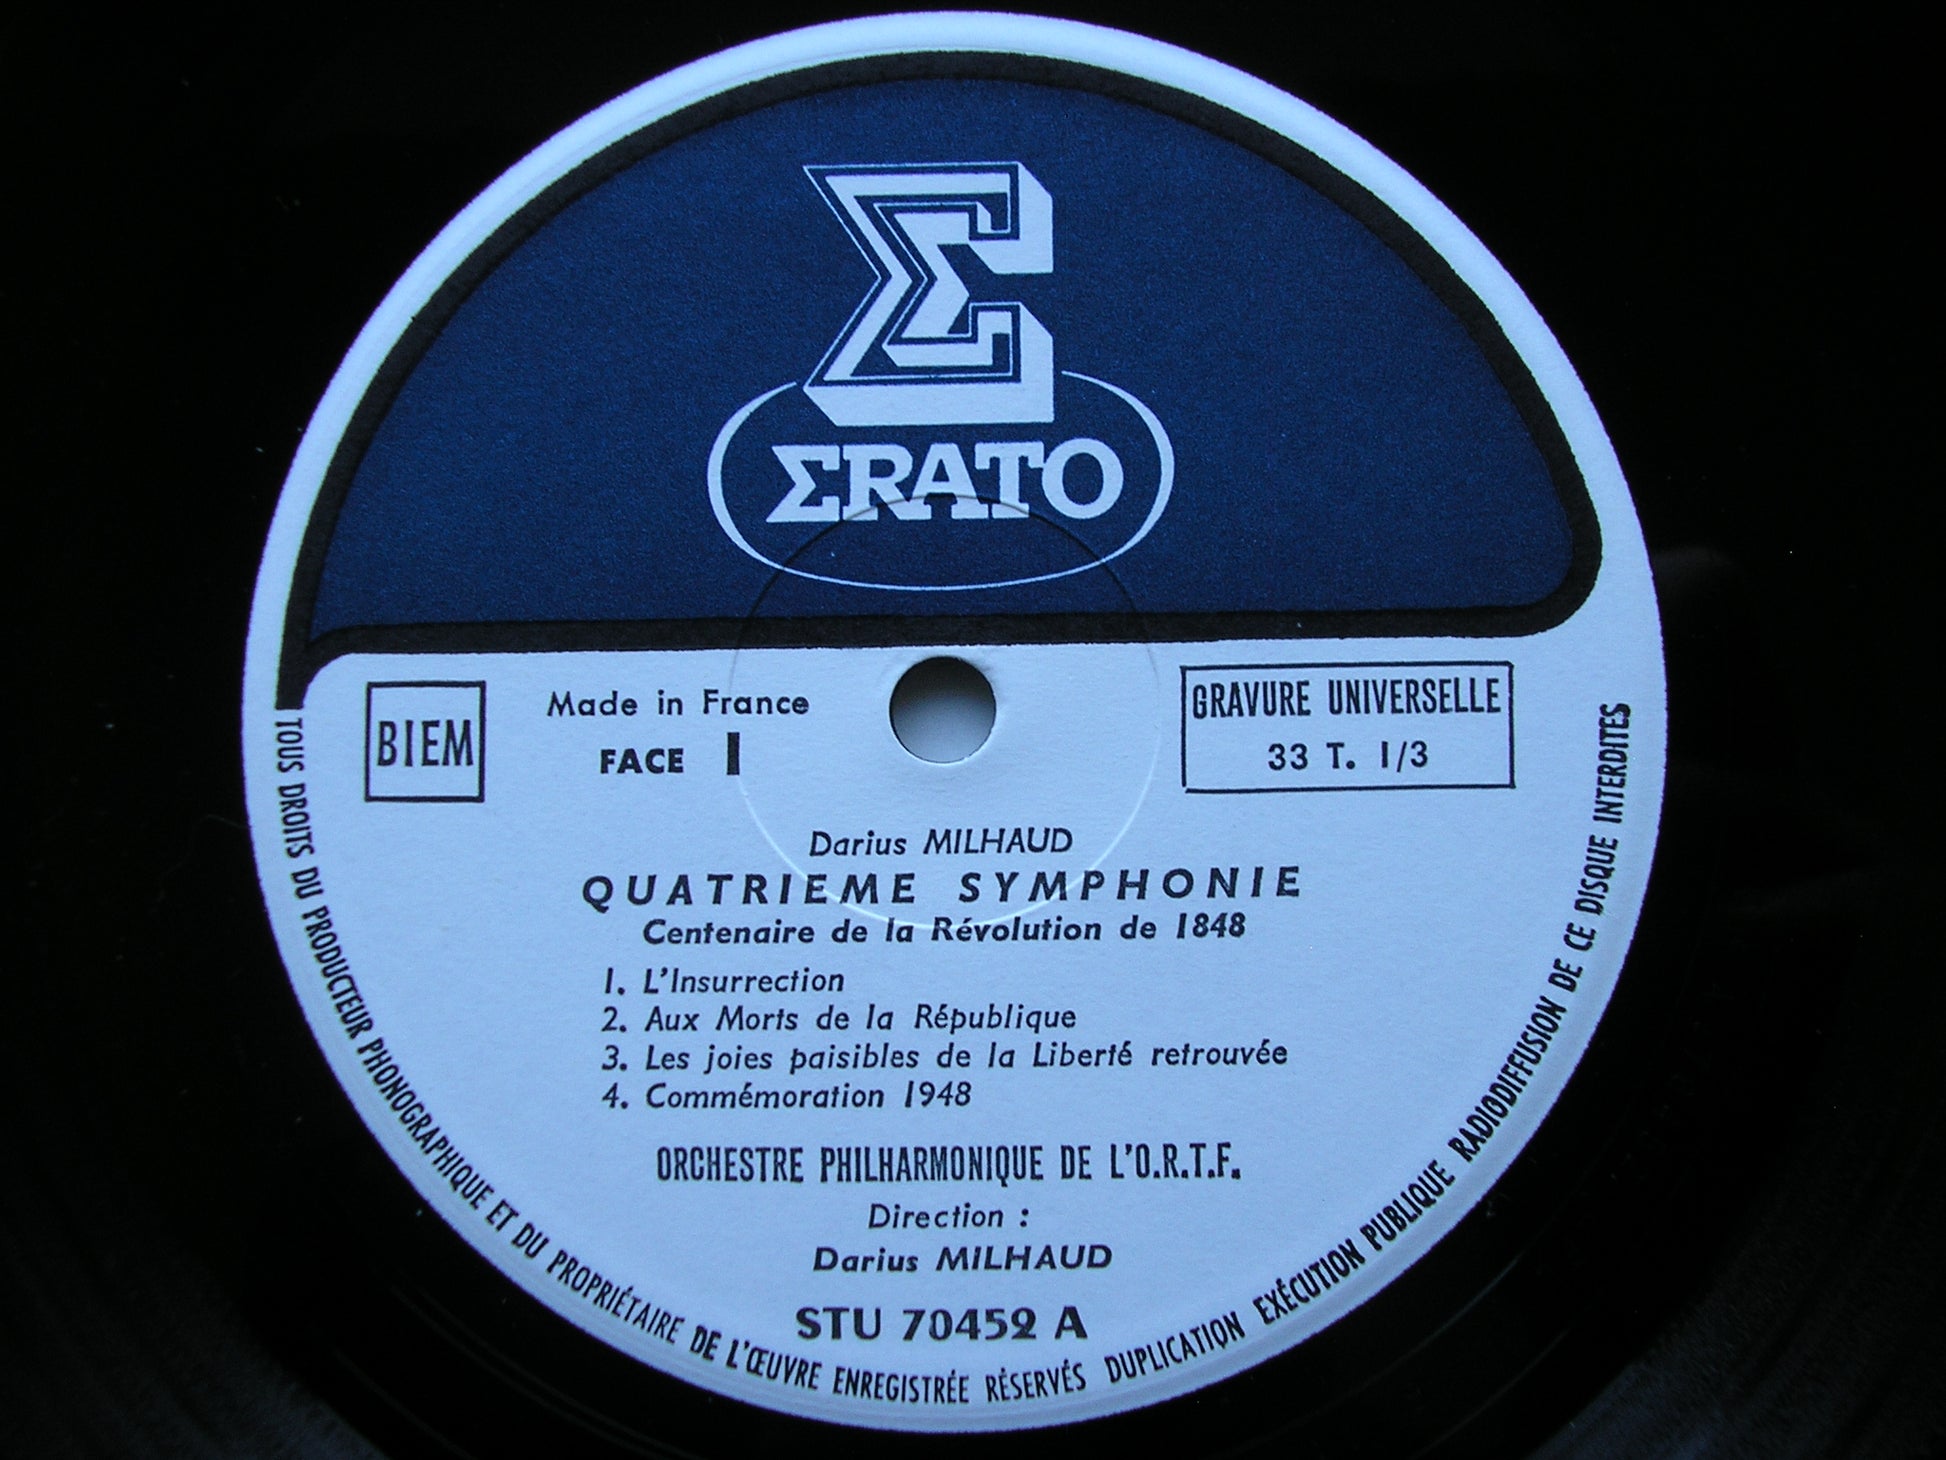 Σ
ΣRATO
BIEM
Made in France
FACE I
GRAVURE UNIVERSELLE
33 T. 1/3
Darius MILHAUD
QUATRIEME SYMPHONIE
Centenaire de la Révolution de 1848
1. L'Insurrection
2. Aux Morts de la République
3. Les joies paisibles de la Liberté retrouvée
4. Commémoration 1948
ORCHESTRE PHILHARMONIQUE DE L'O.R.T.F.
Direction :
Darius MILHAUD
STU 70452 A
TOUS DROITS DU PRODUCTEUR PHONOGRAPHIQUE ET DU PROPRIÉTAIRE DE L'ŒUVRE ENREGISTRÉE RÉSERVÉS DUPLICATION EXÉCUTION PUBLIQUE RADIODIFFUSION DE CE DISQUE INTERDITES